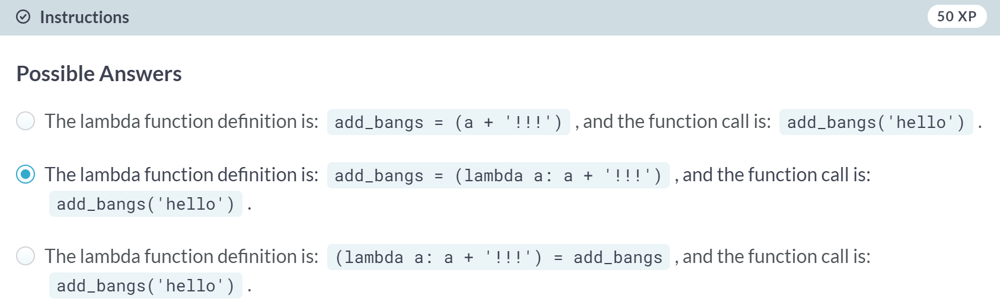 Instructions
50 XP
Possible Answers
The lambda function definition is: add_bangs = (a + '!!!') , and the function call is: add_bangs('hello') .
The lambda function definition is: add_bangs = (lambda a: a + '!!!') , and the function call is:
add_bangs('hello') .
The lambda function definition is: (lambda a: a + '!!!') = add_bangs , and the function call is:
add_bangs('hello') .